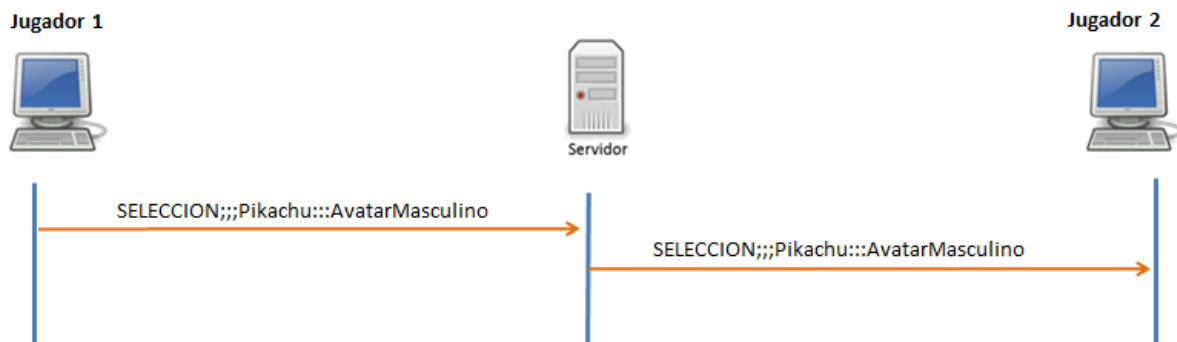 Jugador 1
Jugador 2
Servidor
SELECCION;;;Pikachu:::AvatarMasculino
SELECCION;;;Pikachu:::AvatarMasculino